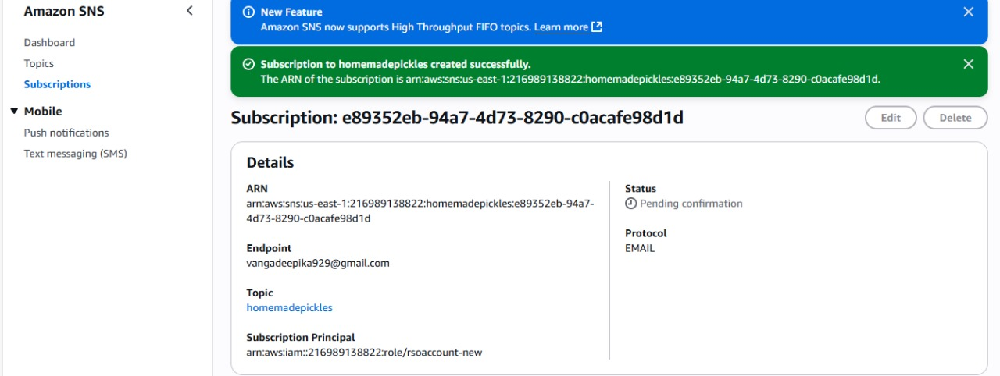 Amazon SNS
Dashboard
Topics
Subscriptions
Mobile
Push notifications
Text messaging (SMS)
New Feature
Amazon SNS now supports High Throughput FIFO topics. Learn more
Subscription to homemadepickles created successfully.
The ARN of the subscription is arn:aws:sns:us-east-1:216989138822:homemadepickles:e89352eb-94a7-4d73-8290-c0acafe98d1d.
Subscription: e89352eb-94a7-4d73-8290-c0acafe98d1d
Edit
Delete
Details
ARN
arn:aws:sns:us-east-1:216989138822:homemadepickles:e89352eb-94a7-
4d73-8290-c0acafe98d1d
Endpoint
vangadeepika929@gmail.com
Topic
homemadepickles
Subscription Principal
arn:aws:iam::216989138822:role/rsoaccount-new
Status
Pending confirmation
Protocol
EMAIL